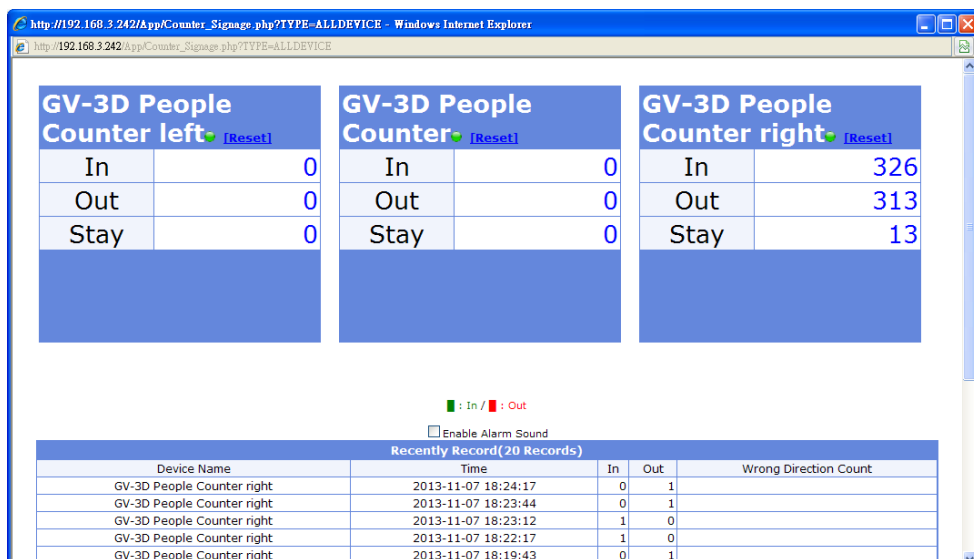 http://192.168.3.242/App/Counter_Signage.php?TYPE=ALLDEVICE - Windows Internet Explorer
http://192.168.3.242/App/Counter_Signage.php?TYPE=ALLDEVICE
GV-3D People
Counter left [Reset]
In 0
Out 0
Stay 0
GV-3D People
Counter [Reset]
In 0
Out 0
Stay 0
GV-3D People
Counter right [Reset]
In 326
Out 313
Stay 13
: In / : Out
Enable Alarm Sound
Recently Record(20 Records)
Device Name Time In Out Wrong Direction Count
GV-3D People Counter right 2013-11-07 18:24:17 0 1
GV-3D People Counter right 2013-11-07 18:23:44 0 1
GV-3D People Counter right 2013-11-07 18:23:12 1 0
GV-3D People Counter right 2013-11-07 18:22:17 1 0
GV-3D People Counter right 2013-11-07 18:19:43 0 1